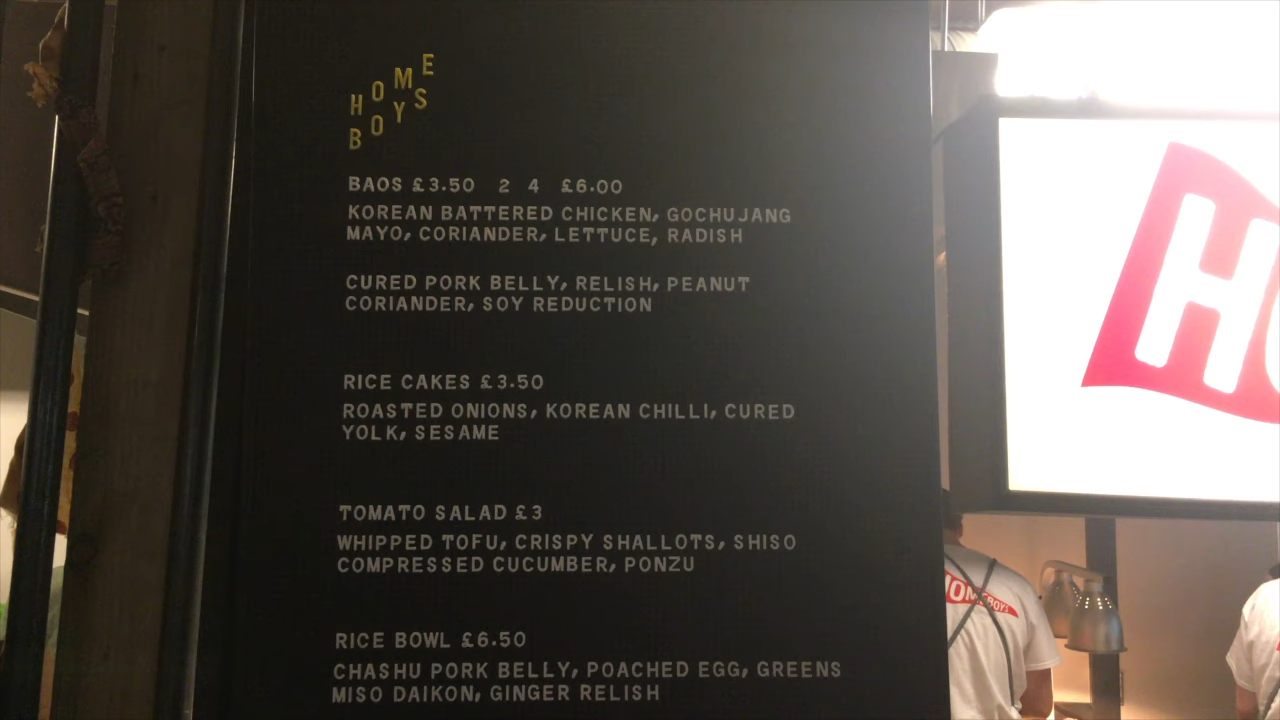 HOME
BOYS
BAOS £3.50 2 4 £6.00
KOREAN BATTERED CHICKEN, GOCHUJANG
MAYO, CORIANDER, LETTUCE, RADISH
CURED PORK BELLY, RELISH, PEANUT
CORIANDER, SOY REDUCTION
RICE CAKES £3.50
ROASTED ONIONS, KOREAN CHILLI, CURED
YOLK, SESAME
TOMATO SALAD £3
WHIPPED TOFU, CRISPY SHALLOTS, SHISO
COMPRESSED CUCUMBER, PONZU
RICE BOWL £6.50
CHASHU PORK BELLY, POACHED EGG, GREENS
MISO DAIKON, GINGER RELISH
HO
HOMEBOYS